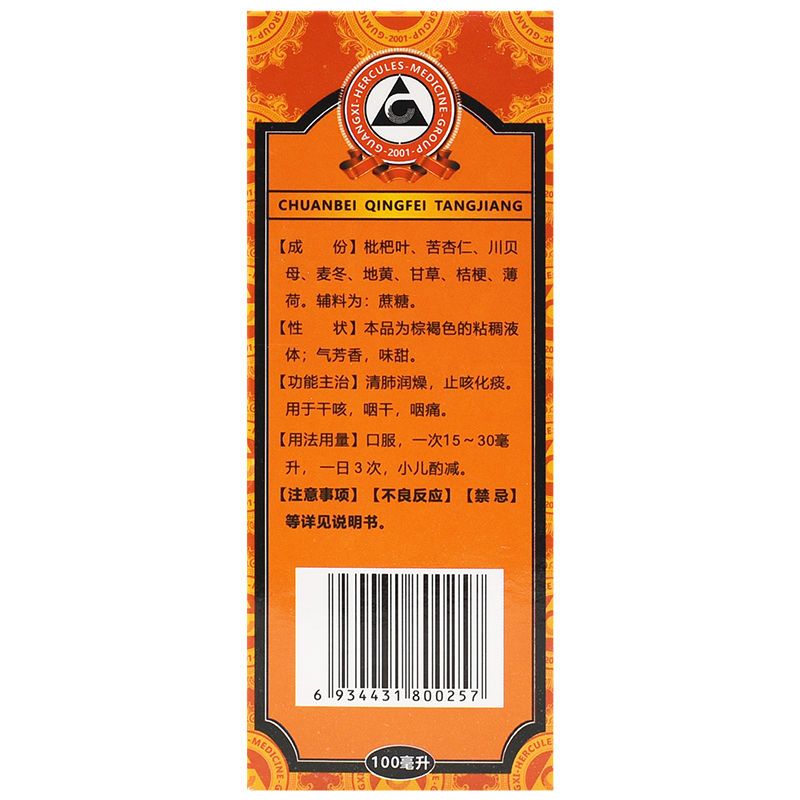 GUANGXI-HERCULES-MEDICINE-GROUP
-2001-
CHUANBEI QINGFEI TANGJIANG
【成 份】枇杷叶、苦杏仁、川贝
母、麦冬、地黄、甘草、桔梗、薄
荷。辅料为：蔗糖。
【性 状】本品为棕褐色的粘稠液
体；气芳香，味甜。
【功能主治】清肺润燥，止咳化痰。
用于干咳，咽干，咽痛。
【用法用量】口服，一次15～30毫
升，一日3次，小儿酌减。
【注意事项】【不良反应】【禁忌】
等详见说明书。
6 934431 800257
100毫升